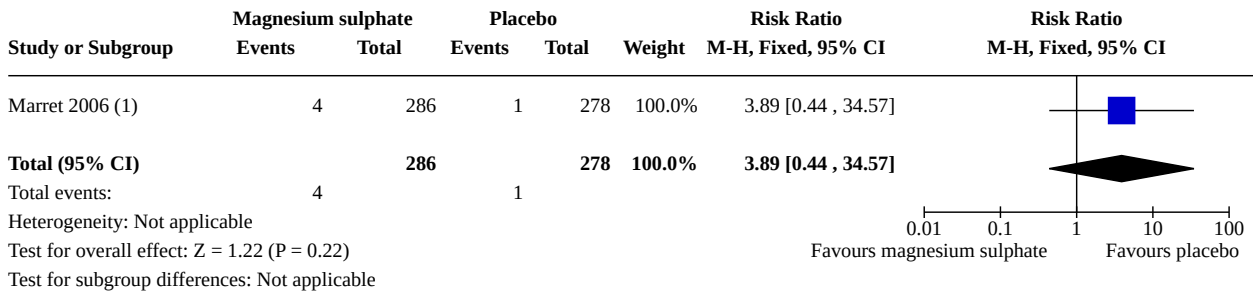 Magnesium sulphate Placebo Risk Ratio Risk Ratio
Study or Subgroup Events Total Events Total Weight M-H, Fixed, 95% CI M-H, Fixed, 95% CI
Marret 2006 (1) 4 286 1 278 100.0% 3.89 [0.44 , 34.57]
Total (95% CI) 286 278 100.0% 3.89 [0.44 , 34.57]
Total events: 4 1
Heterogeneity: Not applicable
0.01 0.1 1 10 100
Test for overall effect: Z = 1.22 (P = 0.22) Favours magnesium sulphate Favours placebo
Test for subgroup differences: Not applicable